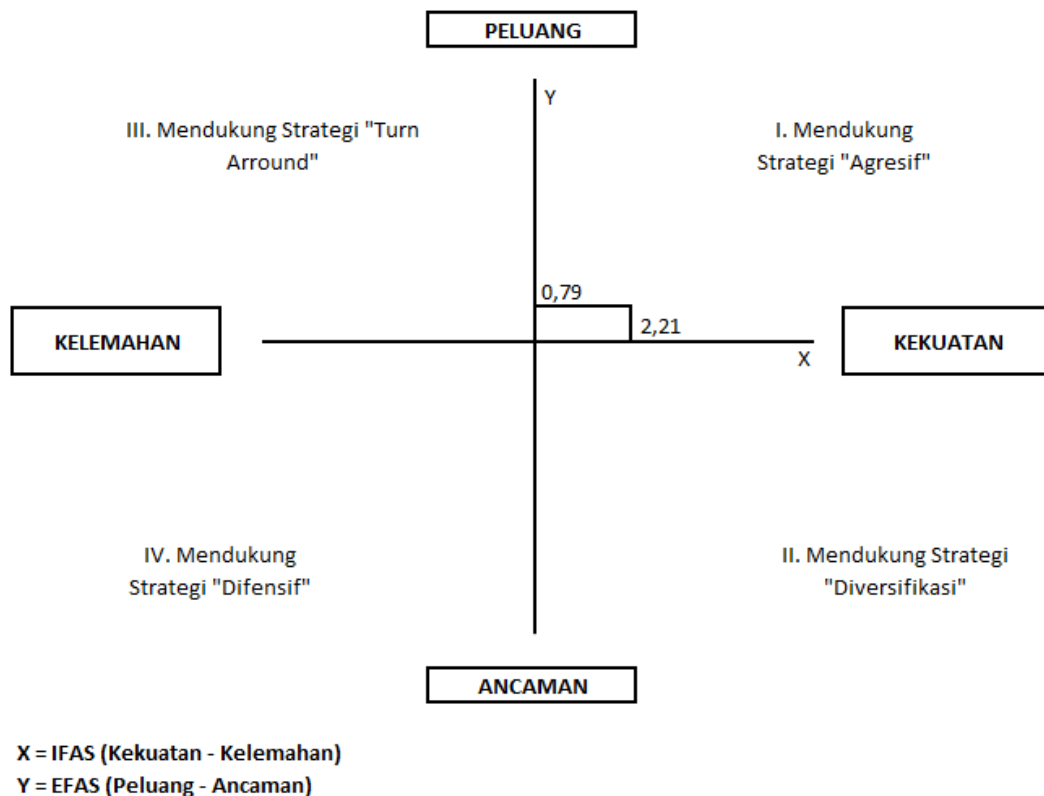 PELUANG
Y
III. Mendukung Strategi "Turn
Arround"
I. Mendukung
Strategi "Agresif"
0,79
2,21
KELEMAHAN
KEKUATAN
X
IV. Mendukung
Strategi "Difensif"
II. Mendukung Strategi
"Diversifikasi"
ANCAMAN
X = IFAS (Kekuatan - Kelemahan)
Y = EFAS (Peluang - Ancaman)